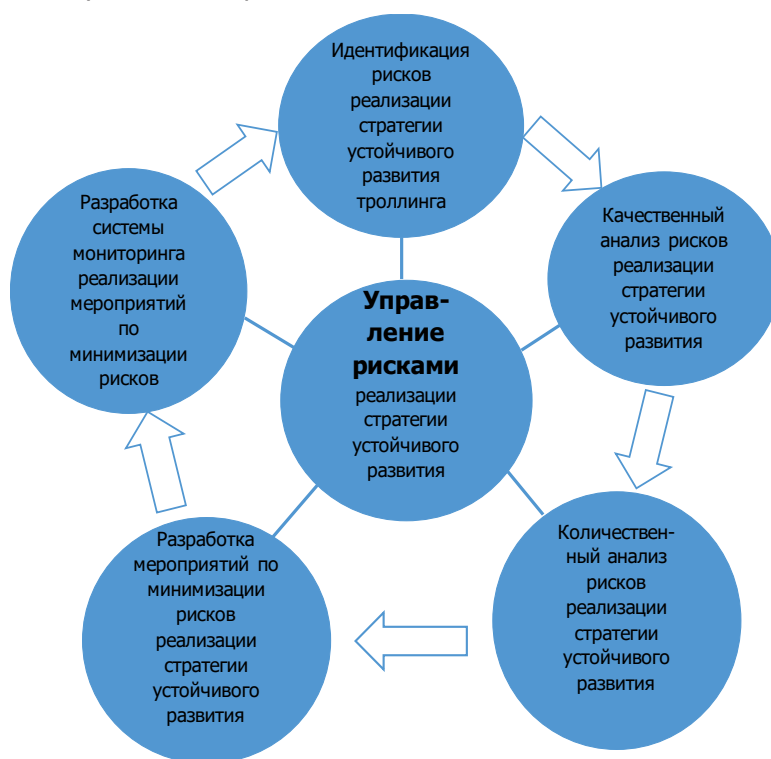 Идентификация
рисков
реализации
стратегии
устойчивого
развития
троллинга
Качественный
анализ рисков
реализации
стратегии
устойчивого
развития
Количествен-
ный анализ
рисков
реализации
стратегии
устойчивого
развития
Разработка
мероприятий по
минимизации
рисков
реализации
стратегии
устойчивого
развития
Разработка
системы
мониторинга
реализации
мероприятий
по
минимизации
рисков
Управ-
ление
рисками
реализации
стратегии
устойчивого
развития